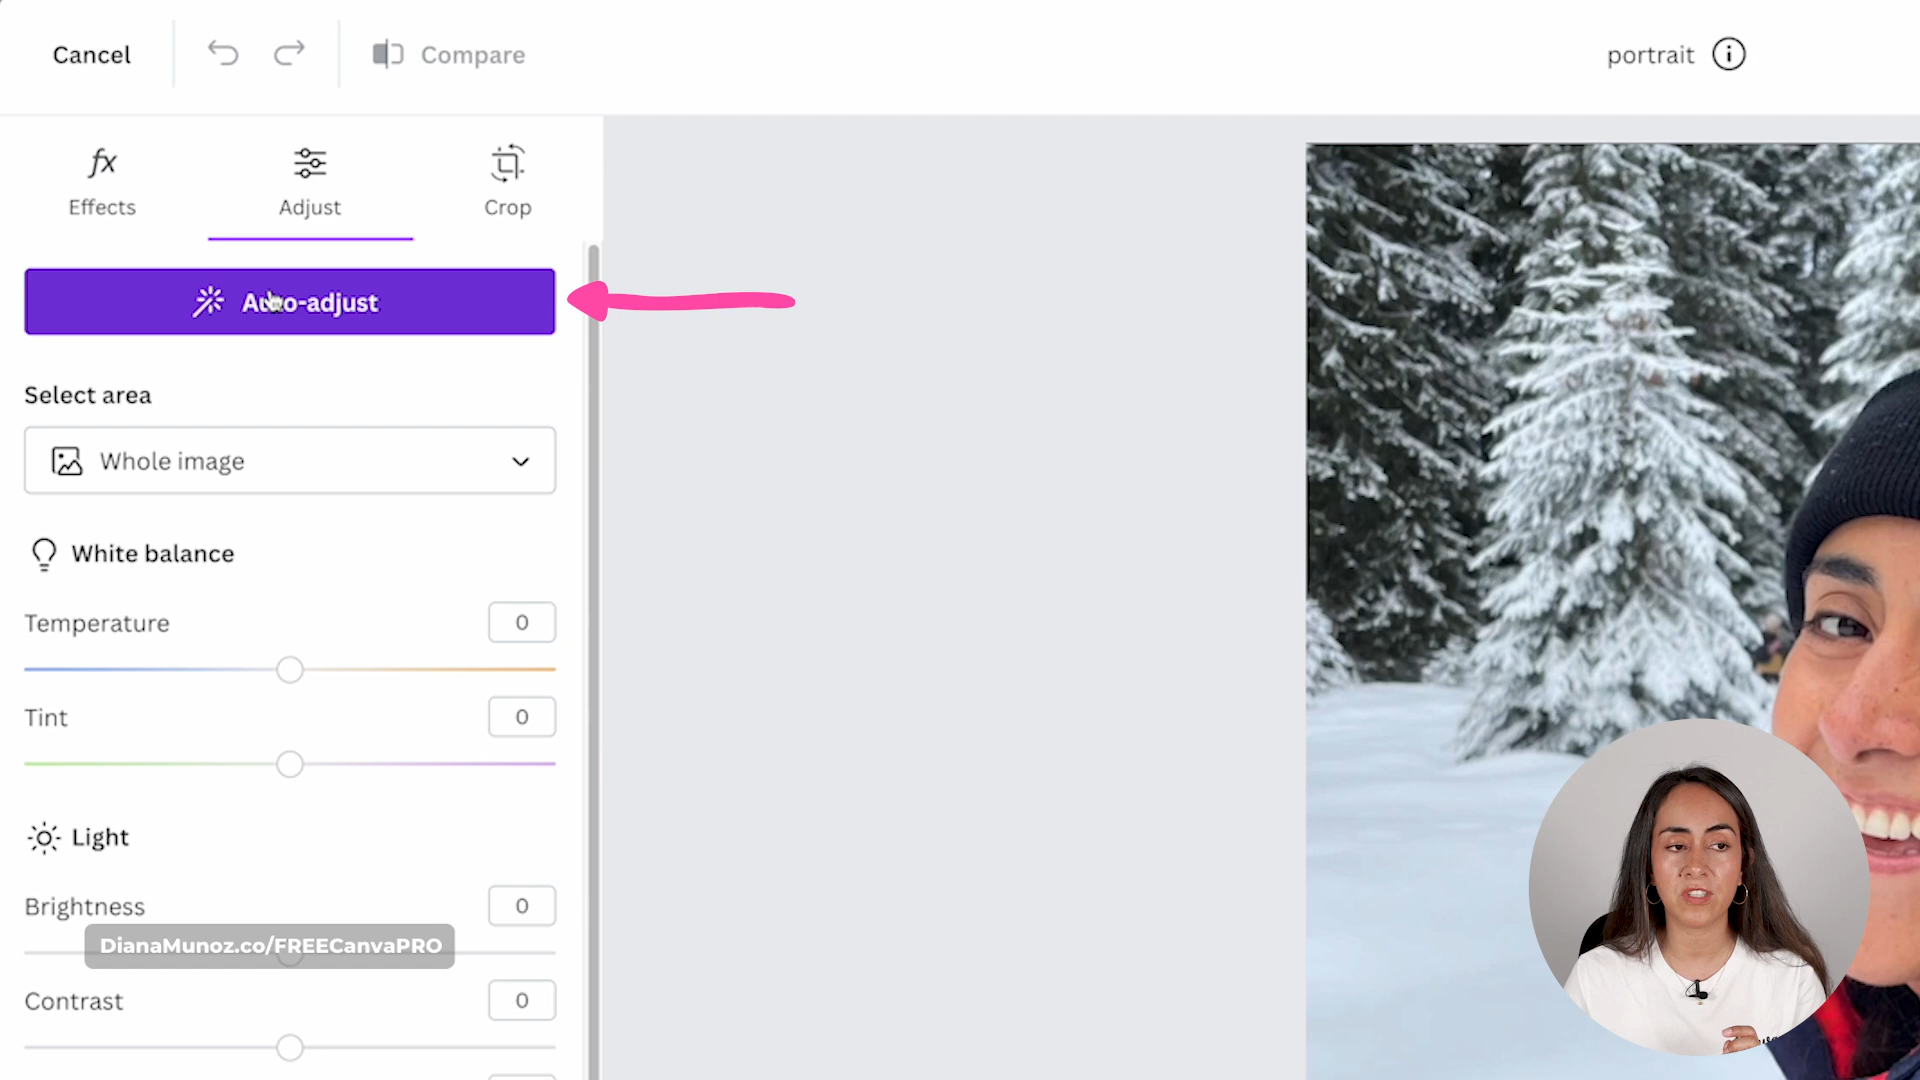 Cancel
Compare
portrait
Effects
Adjust
Crop
Auto-adjust
Select area
Whole image
White balance
Temperature
0
Tint
0
Light
Brightness
0
DianaMunoz.co/FREECanvaPRO
Contrast
0